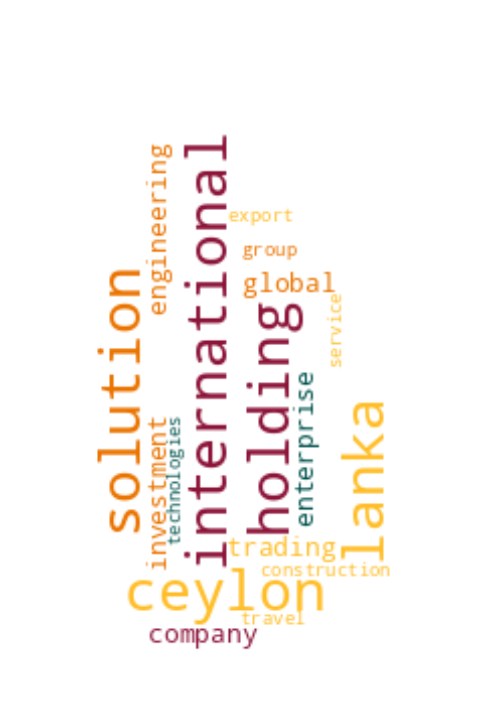 engineering
international
export
group
global
solution
holding
service
enterprise
lanka
investment
technologies
trading
construction
ceylon
travel
company